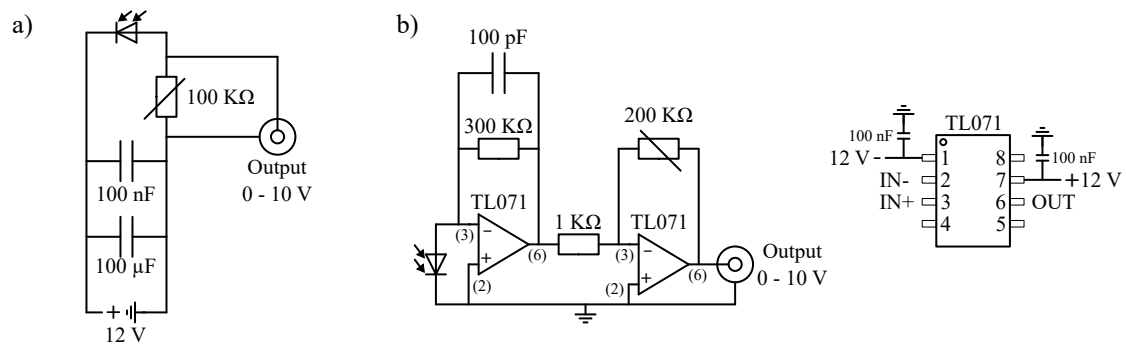 a)
100 KΩ
Output
0 - 10 V
100 nF
100 µF
+
12 V
b)
100 pF
300 KΩ
200 KΩ
TL071
1 KΩ
TL071
(3)
−
+
(6)
(2)
(3)
−
+
(6)
(2)
Output
0 - 10 V
TL071
100 nF
100 nF
12 V -
1
8
IN-
2
7
+12 V
IN+
3
6
OUT
4
5